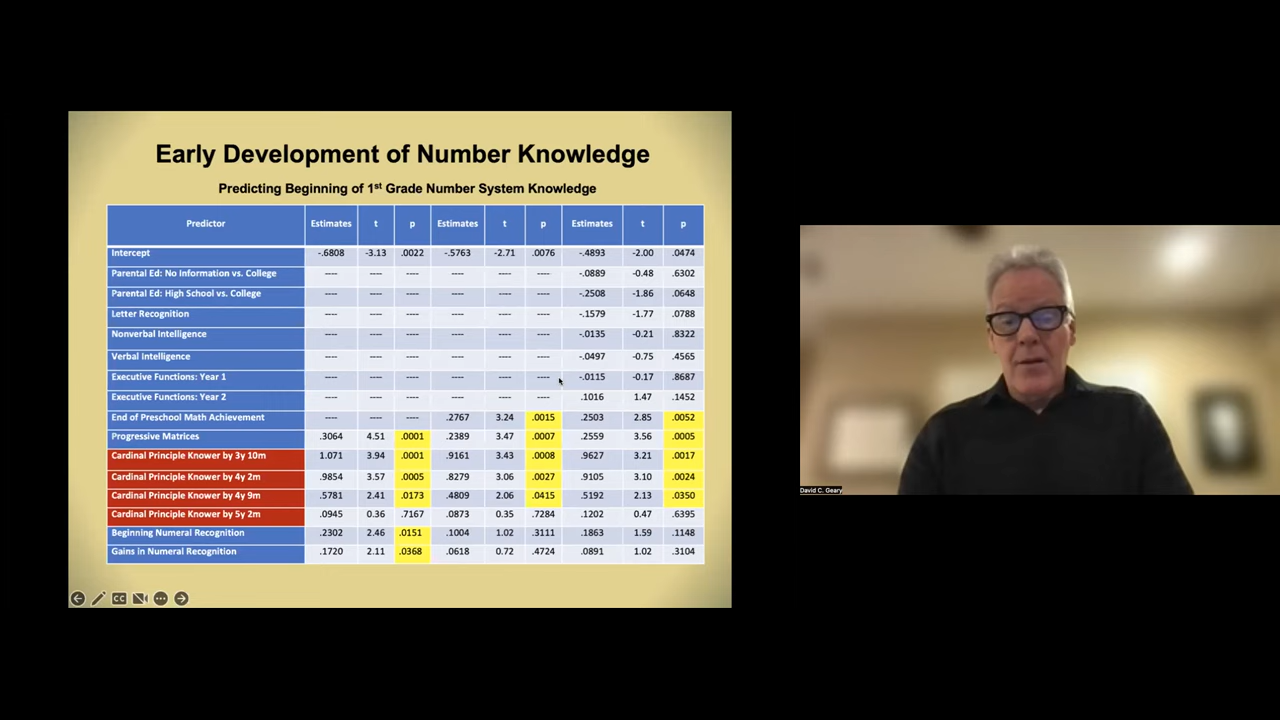 Early Development of Number Knowledge
Predicting Beginning of 1st Grade Number System Knowledge
Predictor Estimates t p Estimates t p Estimates t p
Intercept -.6808 -3.13 .0022 -.5763 -2.71 .0076 -.4893 -2.00 .0474
Parental Ed: No Information vs. College ---- ---- ---- ---- ---- ---- -.0889 -0.48 .6302
Parental Ed: High School vs. College ---- ---- ---- ---- ---- ---- -.2508 -1.86 .0648
Letter Recognition ---- ---- ---- ---- ---- ---- -.1579 -1.77 .0788
Nonverbal Intelligence ---- ---- ---- ---- ---- ---- -.0135 -0.21 .8322
Verbal Intelligence ---- ---- ---- ---- ---- ---- -.0497 -0.75 .4565
Executive Functions: Year 1 ---- ---- ---- ---- ---- ---- -.0115 -0.17 .8687
Executive Functions: Year 2 ---- ---- ---- ---- ---- ---- .1016 1.47 .1452
End of Preschool Math Achievement ---- ---- ---- .2767 3.24 .0015 .2503 2.85 .0052
Progressive Matrices .3064 4.51 .0001 .2389 3.47 .0007 .2559 3.56 .0005
Cardinal Principle Knower by 3y 10m 1.071 3.94 .0001 .9161 3.43 .0008 .9627 3.21 .0017
Cardinal Principle Knower by 4y 2m .9854 3.57 .0005 .8279 3.06 .0027 .9105 3.10 .0024
Cardinal Principle Knower by 4y 9m .5781 2.41 .0173 .4809 2.06 .0415 .5192 2.13 .0350
Cardinal Principle Knower by 5y 2m .0945 0.36 .7167 .0873 0.35 .7284 .1202 0.47 .6395
Beginning Numeral Recognition .2302 2.46 .0151 .1004 1.02 .3111 .1863 1.59 .1148
Gains in Numeral Recognition .1720 2.11 .0368 .0618 0.72 .4724 .0891 1.02 .3104
CC
David C. Geary